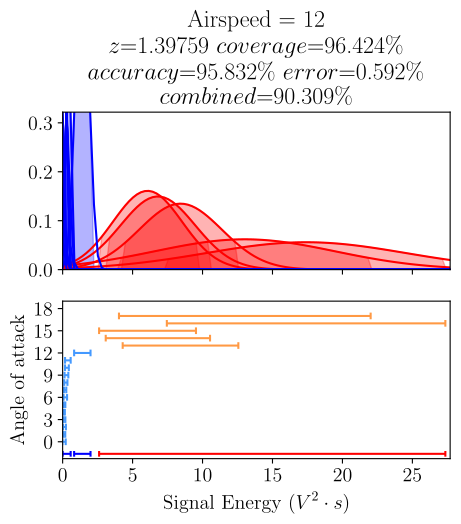 Airspeed = 12
z=1.39759 coverage=96.424%
accuracy=95.832% error=0.592%
combined=90.309%
0.3
0.2
0.1
0.0
18
15
12
9
6
3
0
Angle of attack
0 5 10 15 20 25
Signal Energy (V² · s)